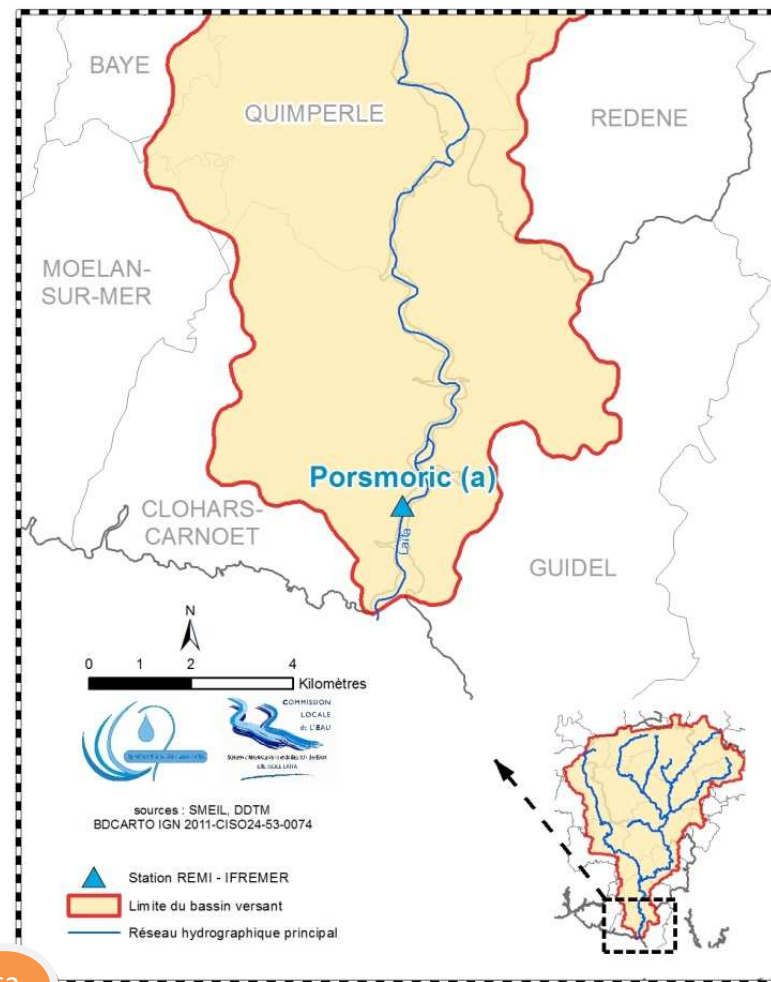 BAYE
QUIMPERLE
REDENE
MOELAN-
SUR-MER
Porsmoric (a)
CLOHARS-
CARNOET
Laïta
GUIDEL
N
0 1 2 4
Kilomètres
COMMISSION
LOCALE
de L'EAU
sources : SMEIL, DDTM
BDCARTO IGN 2011-CISO24-53-0074
Station REMI - IFREMER
Limite du bassin versant
Réseau hydrographique principal